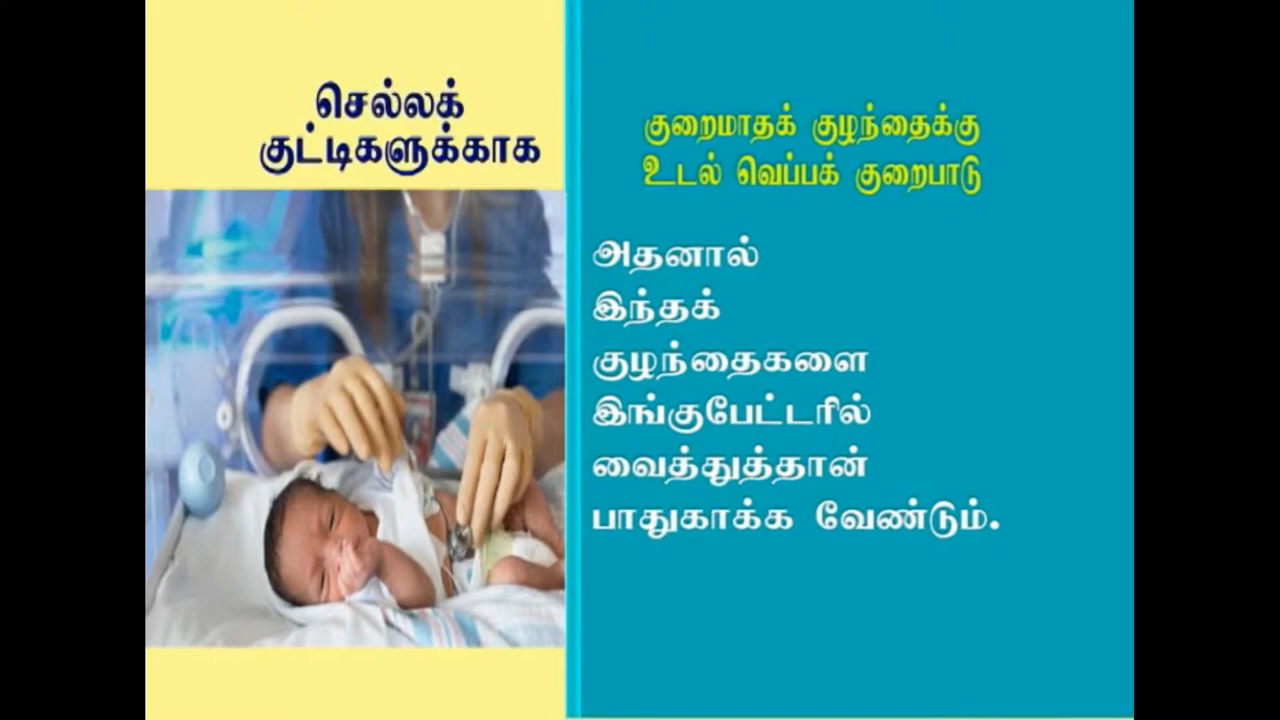 செல்லக்
குட்டிகளுக்காக
குறைமாதக் குழந்தைக்கு
உடல் வெப்பக் குறைபாடு
அதனால்
இந்தக்
குழந்தைகளை
இங்குபேட்டரில்
வைத்துத்தான்
பாதுகாக்க வேண்டும்.